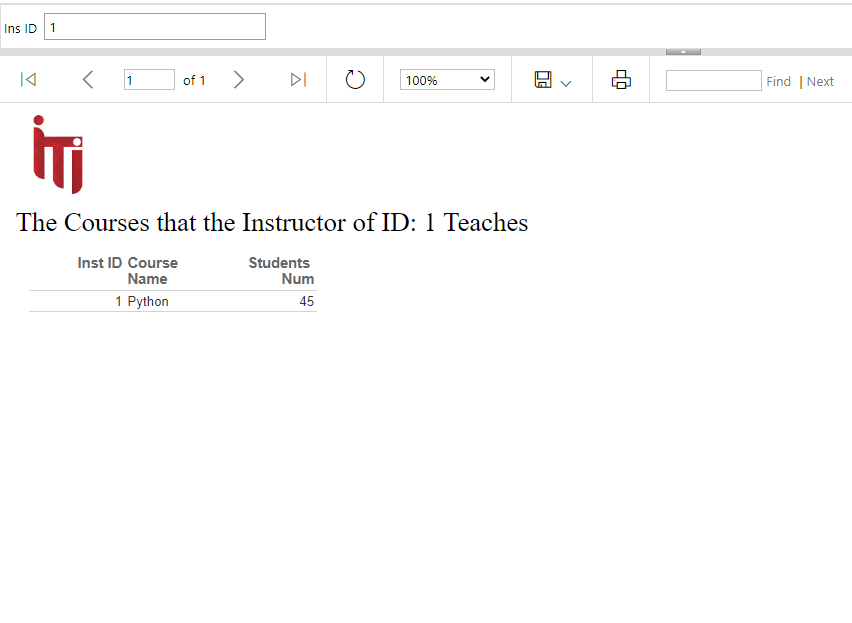 Ins ID 1
1 of 1 100% Find | Next
iTi
The Courses that the Instructor of ID: 1 Teaches
Inst ID Course Students
Name Num
1 Python 45